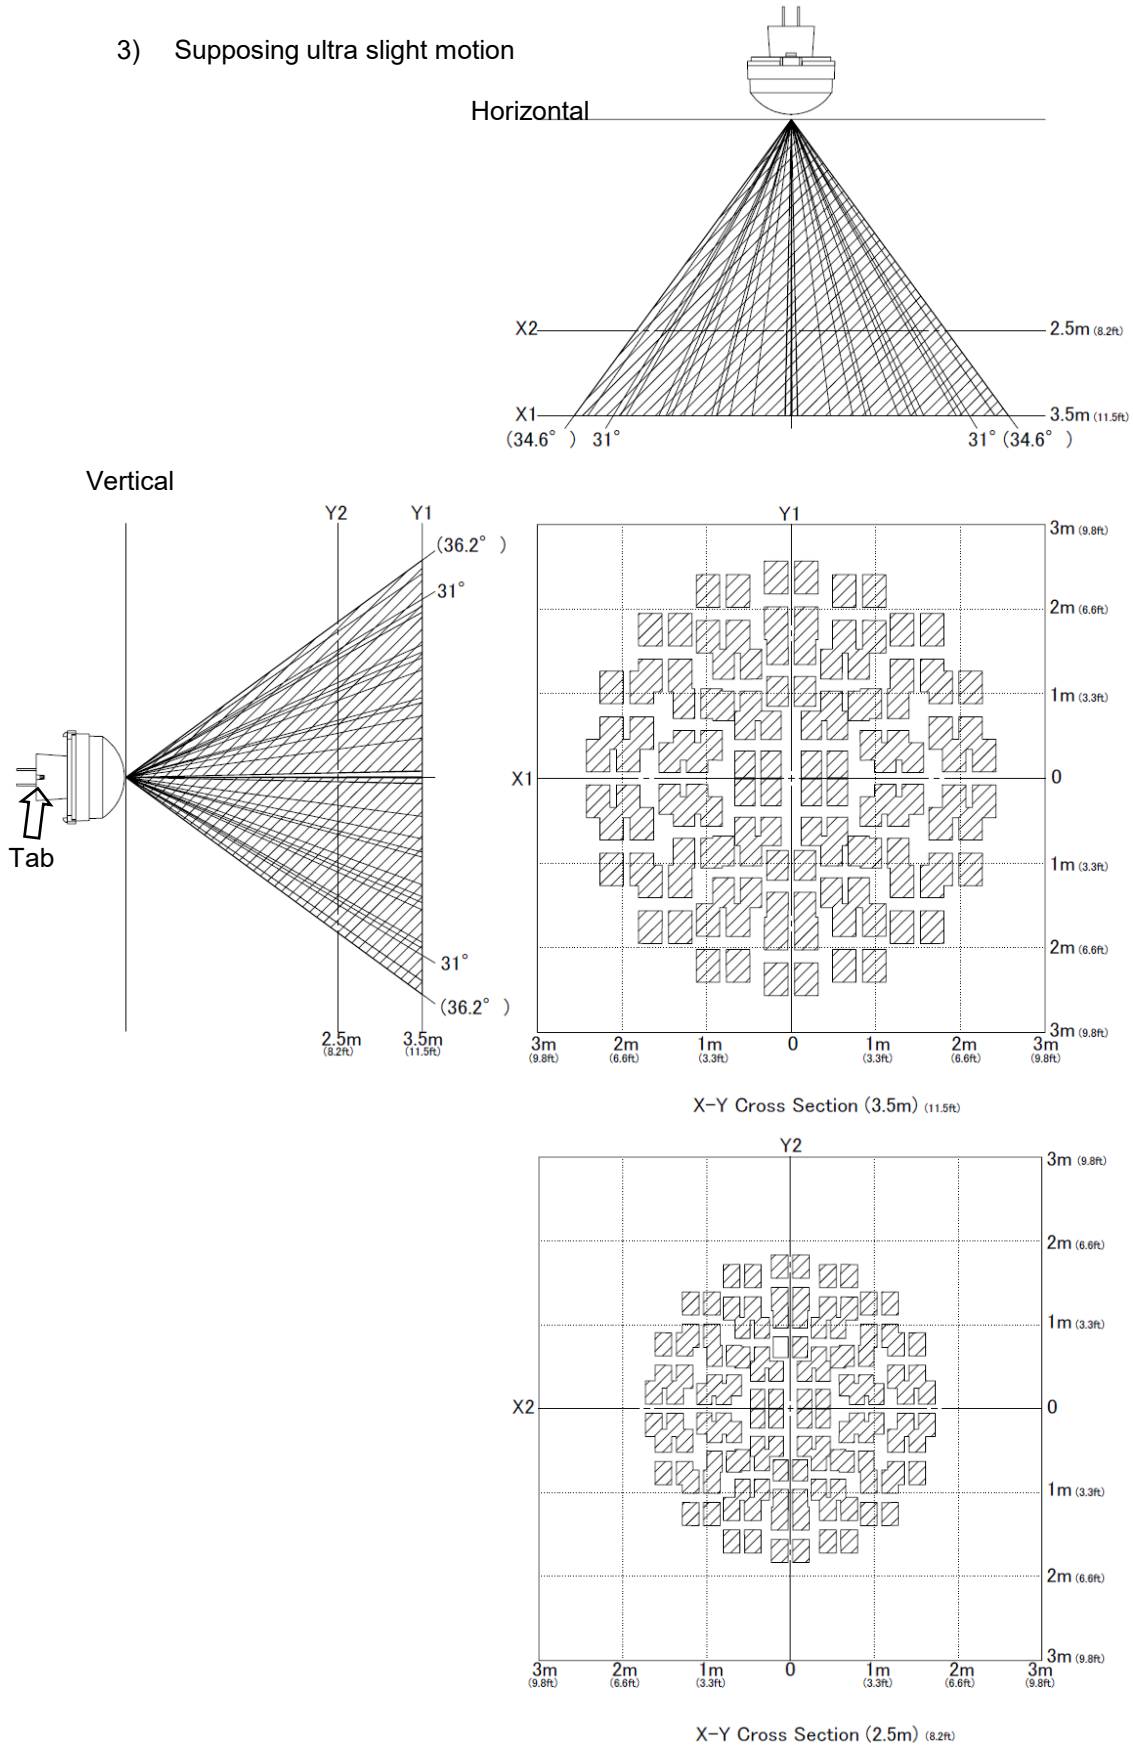 3) Supposing ultra slight motion
Horizontal
X2
2.5m (8.2ft)
X1
3.5m (11.5ft)
(34.6° )
31°
31°
(34.6° )
Vertical
Y2
Y1
(36.2° )
31°
Tab
31°
(36.2° )
2.5m
(8.2ft)
3.5m
(11.5ft)
Y1
3m (9.8ft)
2m (6.6ft)
1m (3.3ft)
X1
0
1m (3.3ft)
2m (6.6ft)
3m (9.8ft)
3m 2m 1m 0 1m 2m 3m
(9.8ft) (6.6ft) (3.3ft) (3.3ft) (6.6ft) (9.8ft)
X-Y Cross Section (3.5m) (11.5ft)
Y2
3m (9.8ft)
2m (6.6ft)
1m (3.3ft)
X2
0
1m (3.3ft)
2m (6.6ft)
3m (9.8ft)
3m 2m 1m 0 1m 2m 3m
(9.8ft) (6.6ft) (3.3ft) (3.3ft) (6.6ft) (9.8ft)
X-Y Cross Section (2.5m) (8.2ft)